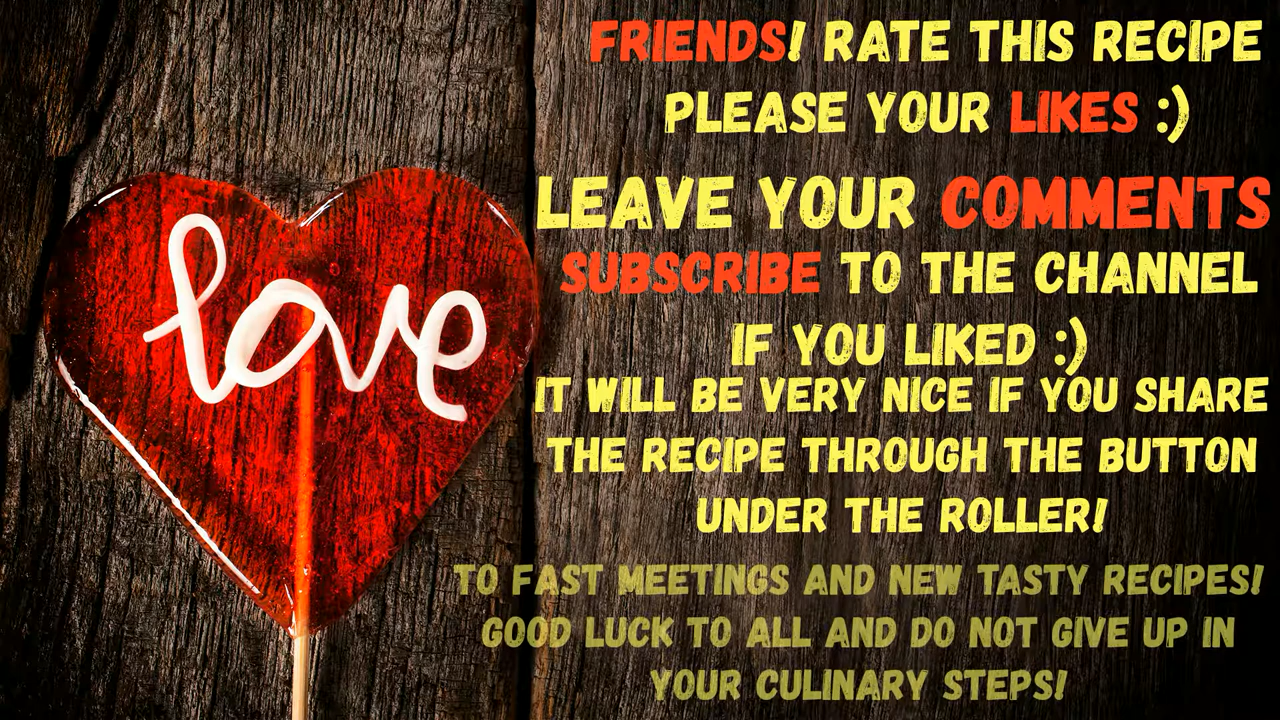 love
FRIENDS! RATE THIS RECIPE
PLEASE YOUR LIKES :)
LEAVE YOUR COMMENTS
SUBSCRIBE TO THE CHANNEL
IF YOU LIKED :)
IT WILL BE VERY NICE IF YOU SHARE
THE RECIPE THROUGH THE BUTTON
UNDER THE ROLLER!
TO FAST MEETINGS AND NEW TASTY RECIPES!
GOOD LUCK TO ALL AND DO NOT GIVE UP IN
YOUR CULINARY STEPS!